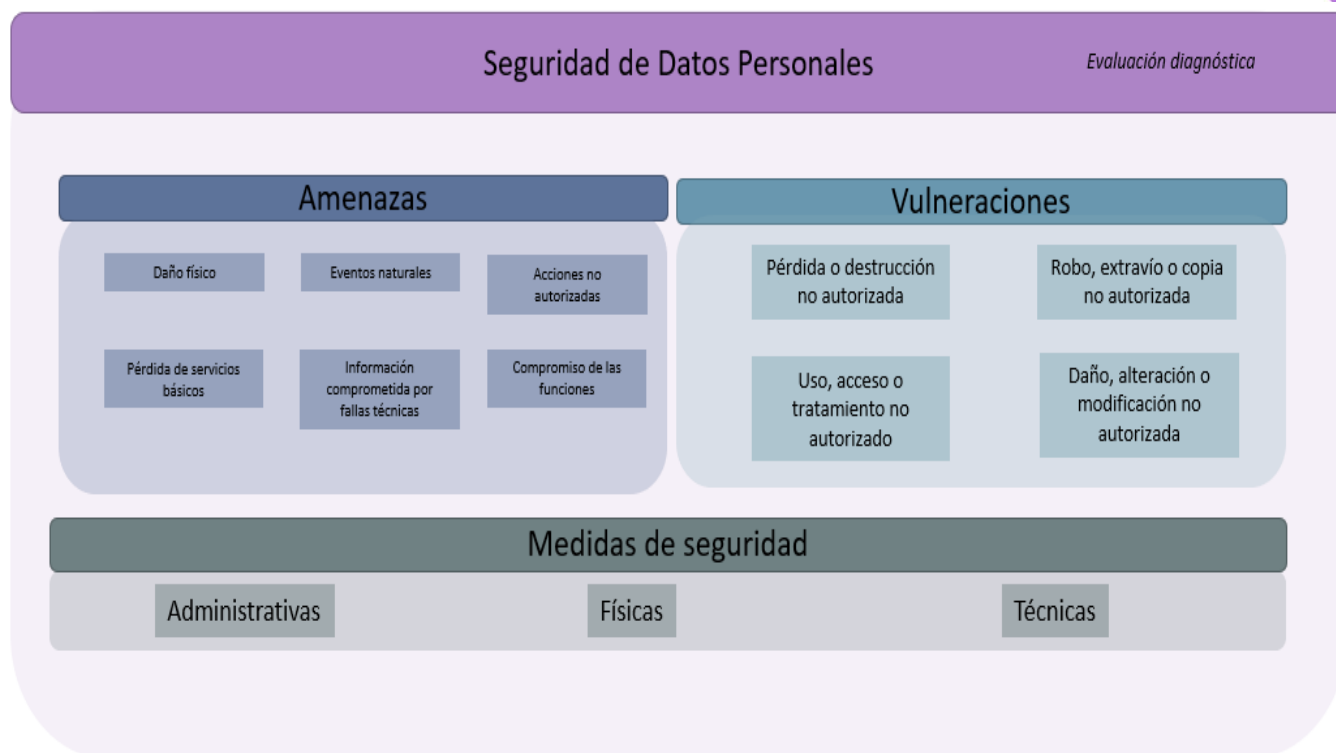 Seguridad de Datos Personales
Evaluación diagnóstica
Amenazas
Daño físico
Eventos naturales
Acciones no
autorizadas
Pérdida de servicios
básicos
Información
comprometida por
fallas técnicas
Compromiso de las
funciones
Vulneraciones
Pérdida o destrucción
no autorizada
Robo, extravío o copia
no autorizada
Uso, acceso o
tratamiento no
autorizado
Daño, alteración o
modificación no
autorizada
Medidas de seguridad
Administrativas
Físicas
Técnicas